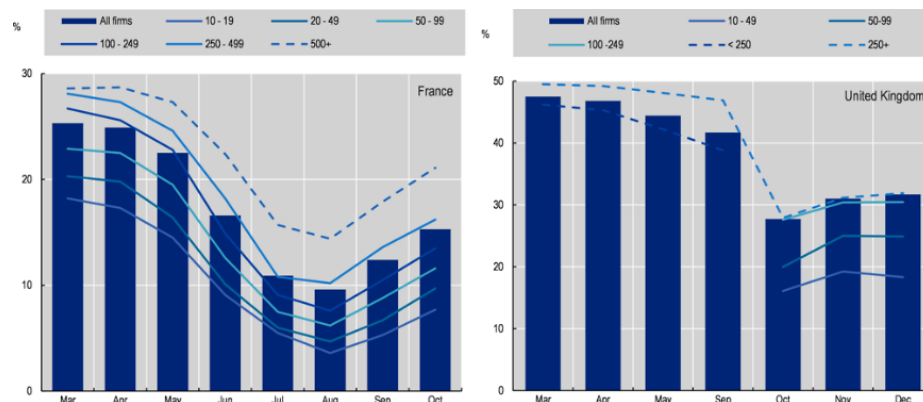 %
All firms 10 - 19 20 - 49 50 - 99
100 - 249 250 - 499 500+
30
France
20
10
0
Mar Apr May Jun Jul Aug Sep Oct
%
All firms 10 - 49 50-99
100 -249 < 250 250+
50
United Kingdom
40
30
20
10
0
Mar Apr May Sep Oct Nov Dec